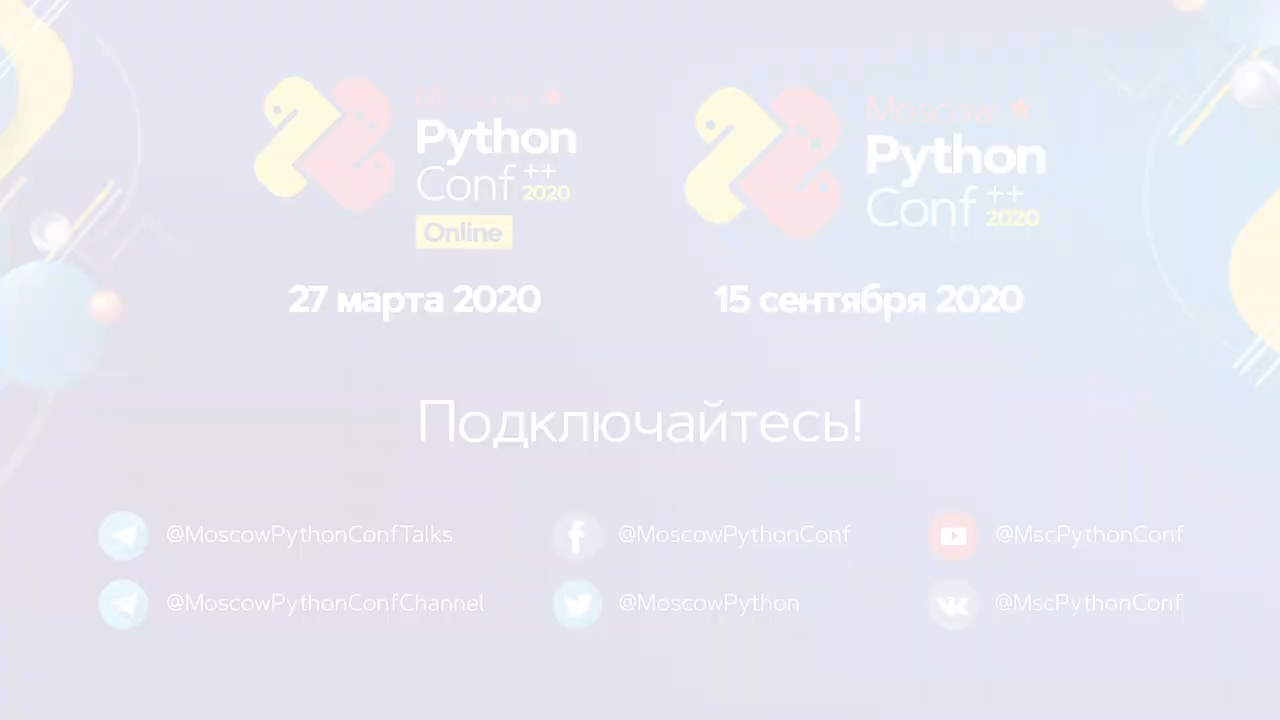 Moscow
Python
Conf ++
2020
Online
27 марта 2020
Moscow
Python
Conf ++
2020
15 сентября 2020
Подключайтесь!
@MoscowPythonConfTalks
@MoscowPythonConf
@MscPythonConf
@MoscowPythonConfChannel
@MoscowPython
@MscPythonConf